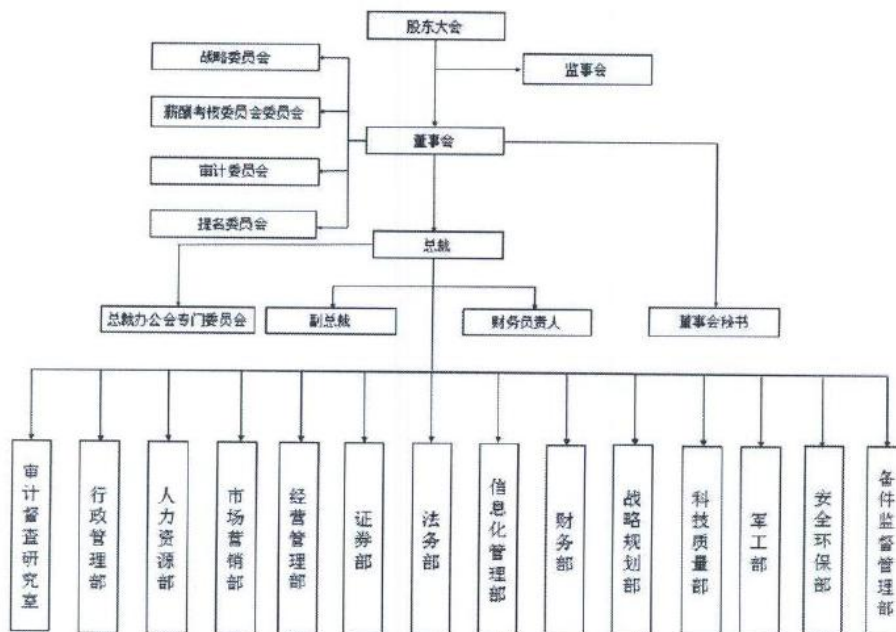 股东大会
战略委员会
监事会
薪酬考核委员会委员会
董事会
审计委员会
提名委员会
总裁
总裁办公会专门委员会
副总裁
财务负责人
董事会秘书
审计督查研究室
行政管理部
人力资源部
市场营销部
经营管理部
证券部
法务部
信息化管理部
财务部
战略规划部
科技质量部
军工部
安全环保部
备件监督管理部